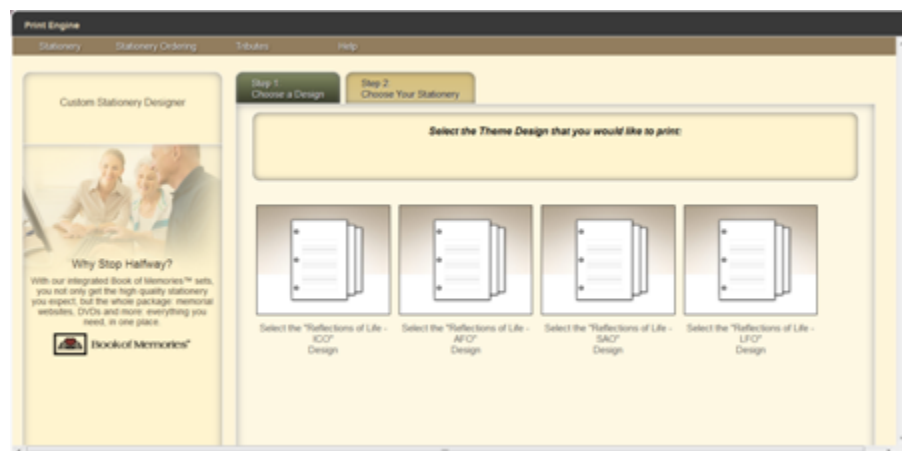 Print Engine
Stationery Stationery Ordering Tributes Help
Custom Stationery Designer
Why Stop Halfway?
With our integrated Book of Memories™ sets,
you not only get the high quality stationery
you expect, but the whole package: memorial
websites, DVDs and more: everything you
need, in one place.
Book of Memories™
Step 1:
Choose a Design
Step 2:
Choose Your Stationery
Select the Theme Design that you would like to print:
Select the "Reflections of Life -
ICO"
Design
Select the "Reflections of Life -
AFO"
Design
Select the "Reflections of Life -
SAO"
Design
Select the "Reflections of Life -
LFO"
Design